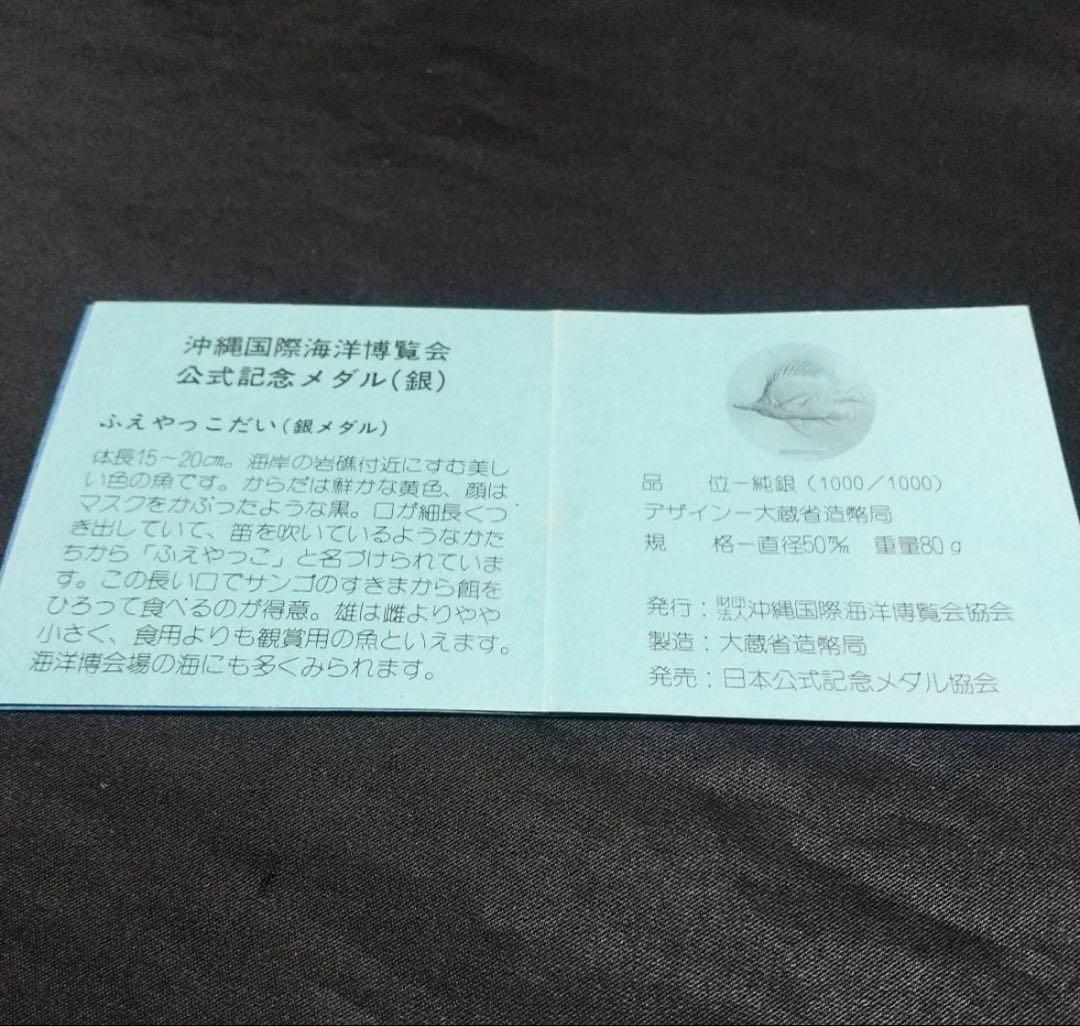 沖縄国際海洋博覧会
公式記念メダル(銀)
ふえやっこだい(銀メダル)
体長15~20cm。海岸の岩礁付近にすむ美し
い色の魚です。からだは鮮かな黄色、顔は
マスクをかぶったような黒。口が細長くつ
き出していて、笛を吹いているようなかた
ちから「ふえやっこ」と名づけられていま
す。この長い口でサンゴのすきまから餌を
ひろって食べるのが得意。雄は雌よりやや
小さく、食用よりも観賞用の魚といえます。
海洋博会場の海にも多くみられます。
品 位-純銀(1000/1000)
デザイン-大蔵省造幣局
規 格-直径50㎜ 重量80g
発行:財団法人沖縄国際海洋博覧会協会
製造:大蔵省造幣局
発売:日本公式記念メダル協会